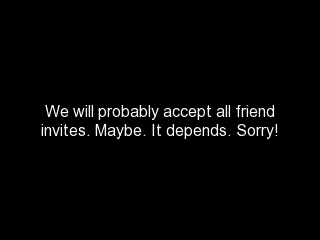 We will probably accept all friend
invites. Maybe. It depends. Sorry!